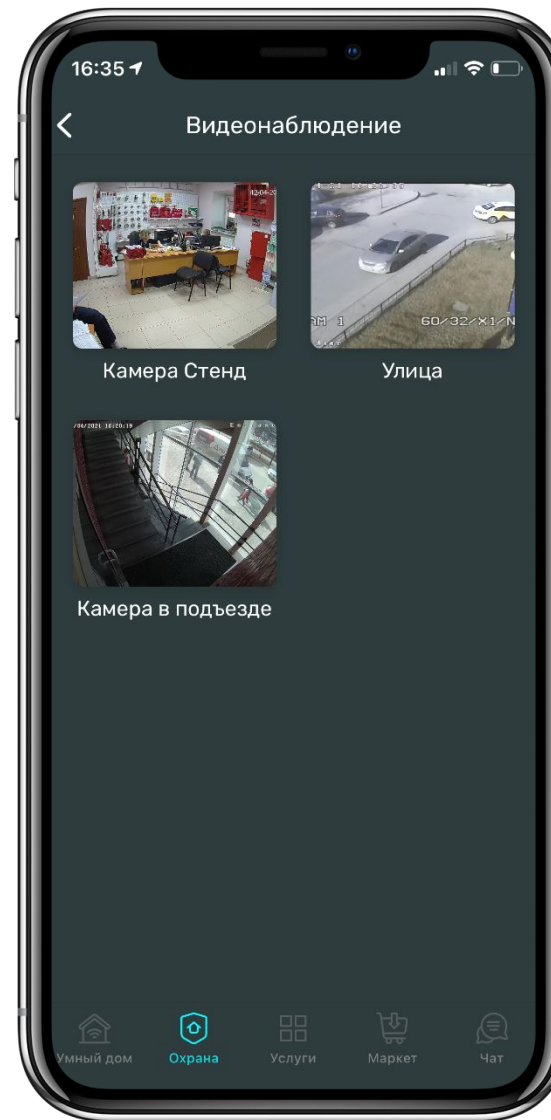 16:35
Видеонаблюдение
Камера Стенд
Улица
Камера в подъезде
Умный дом
Охрана
Услуги
Маркет
Чат